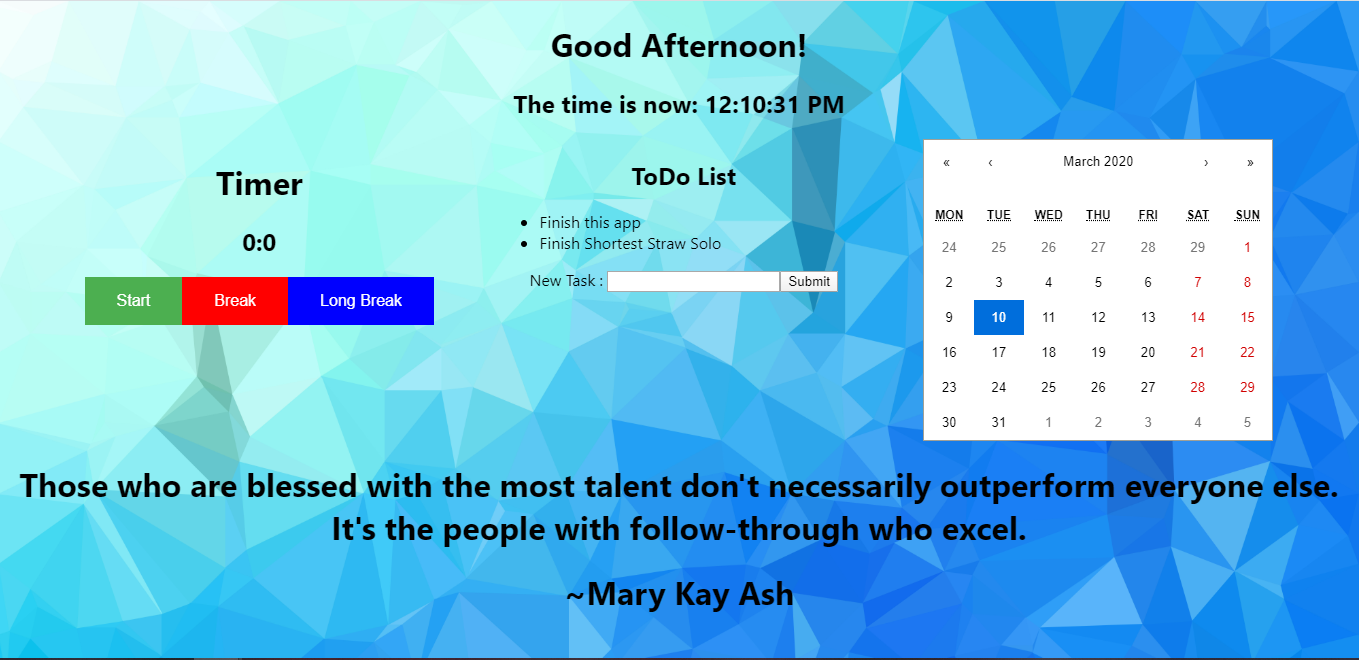 Good Afternoon!
The time is now: 12:10:31 PM
Timer
0:0
Start Break Long Break
ToDo List
• Finish this app
• Finish Shortest Straw Solo
New Task : Submit
« ‹ March 2020 › »
MON TUE WED THU FRI SAT SUN
24 25 26 27 28 29 1
2 3 4 5 6 7 8
9 10 11 12 13 14 15
16 17 18 19 20 21 22
23 24 25 26 27 28 29
30 31 1 2 3 4 5
Those who are blessed with the most talent don't necessarily outperform everyone else.
It's the people with follow-through who excel.
~Mary Kay Ash